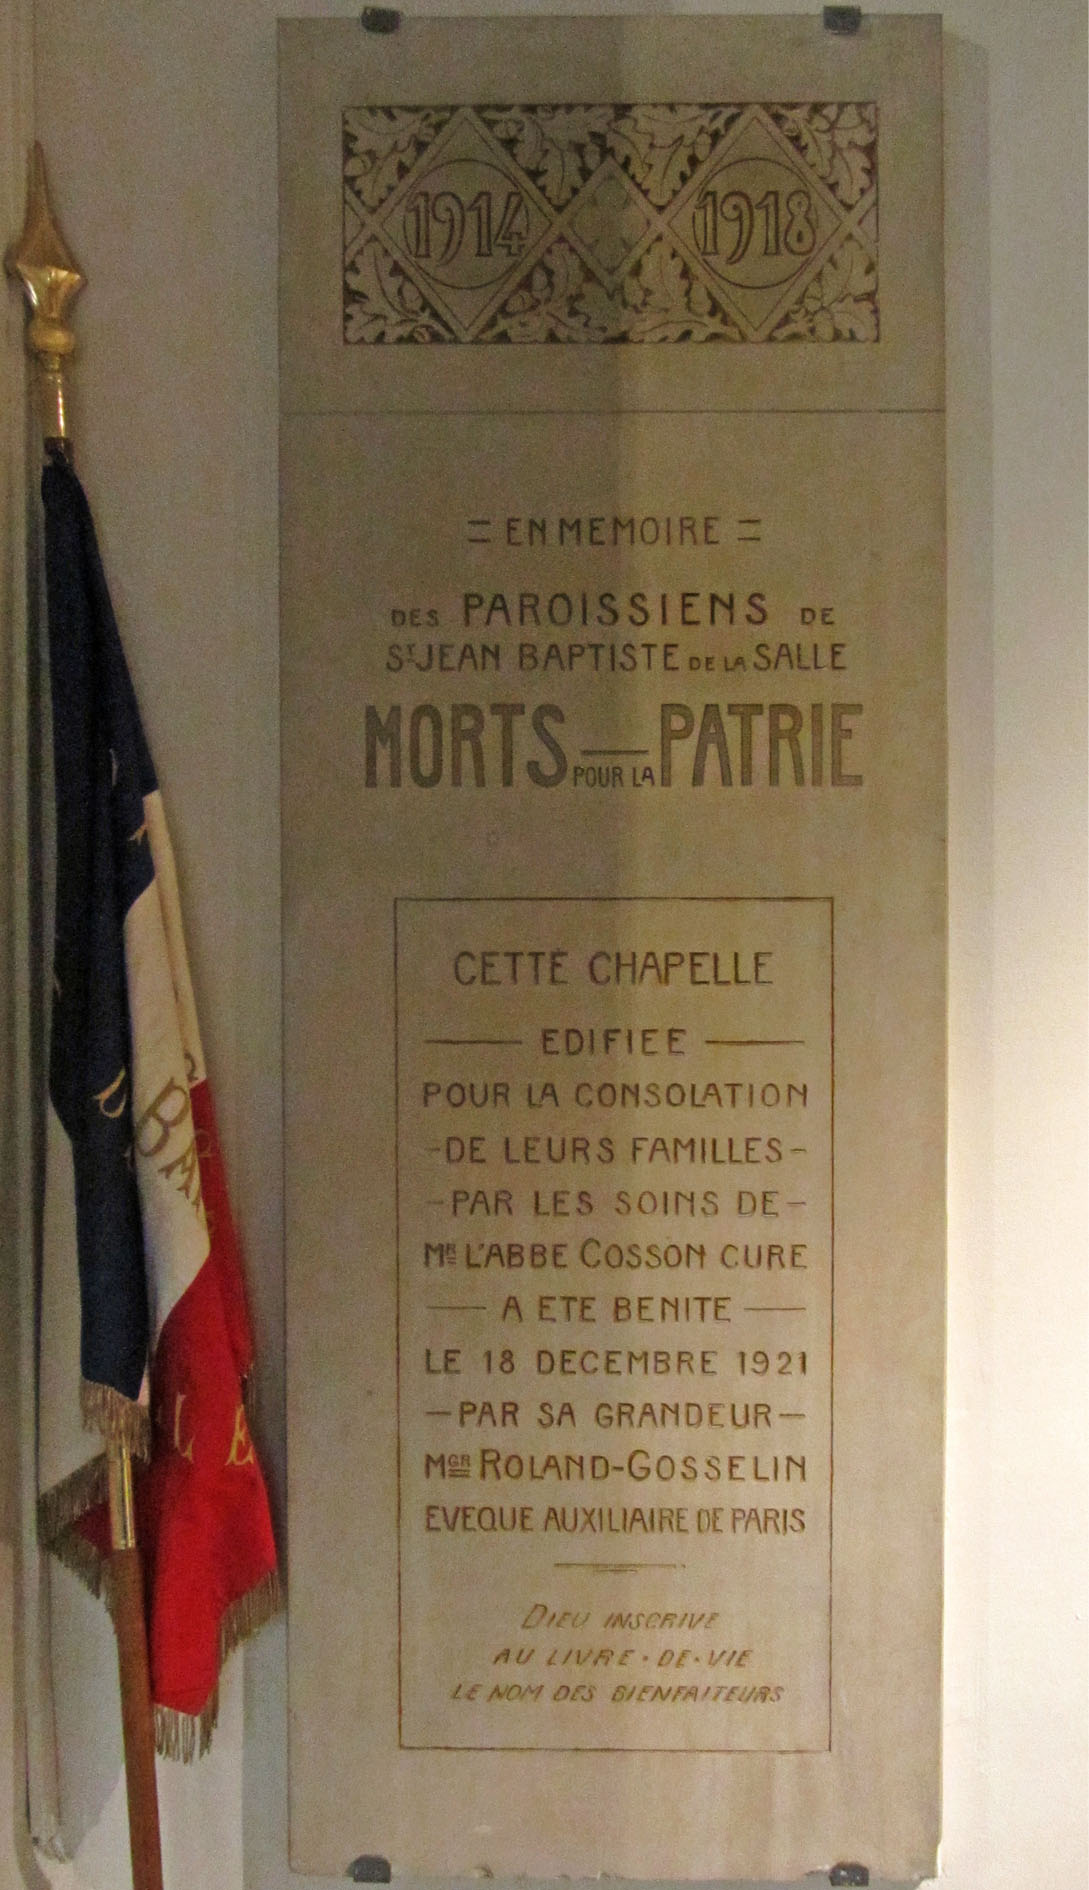 1914 1918
= EN MEMOIRE =
DES PAROISSIENS DE
ST JEAN BAPTISTE DE LA SALLE
MORTS POUR LA PATRIE
CETTE CHAPELLE
— EDIFIEE —
POUR LA CONSOLATION
- DE LEURS FAMILLES -
- PAR LES SOINS DE -
MR L'ABBE COSSON CURE
— A ETE BENITE —
LE 18 DECEMBRE 1921
— PAR SA GRANDEUR —
MGR ROLAND-GOSSELIN
EVEQUE AUXILIAIRE DE PARIS
DIEU INSCRIVE
AU LIVRE · DE · VIE
LE NOM DES BIENFAITEURS